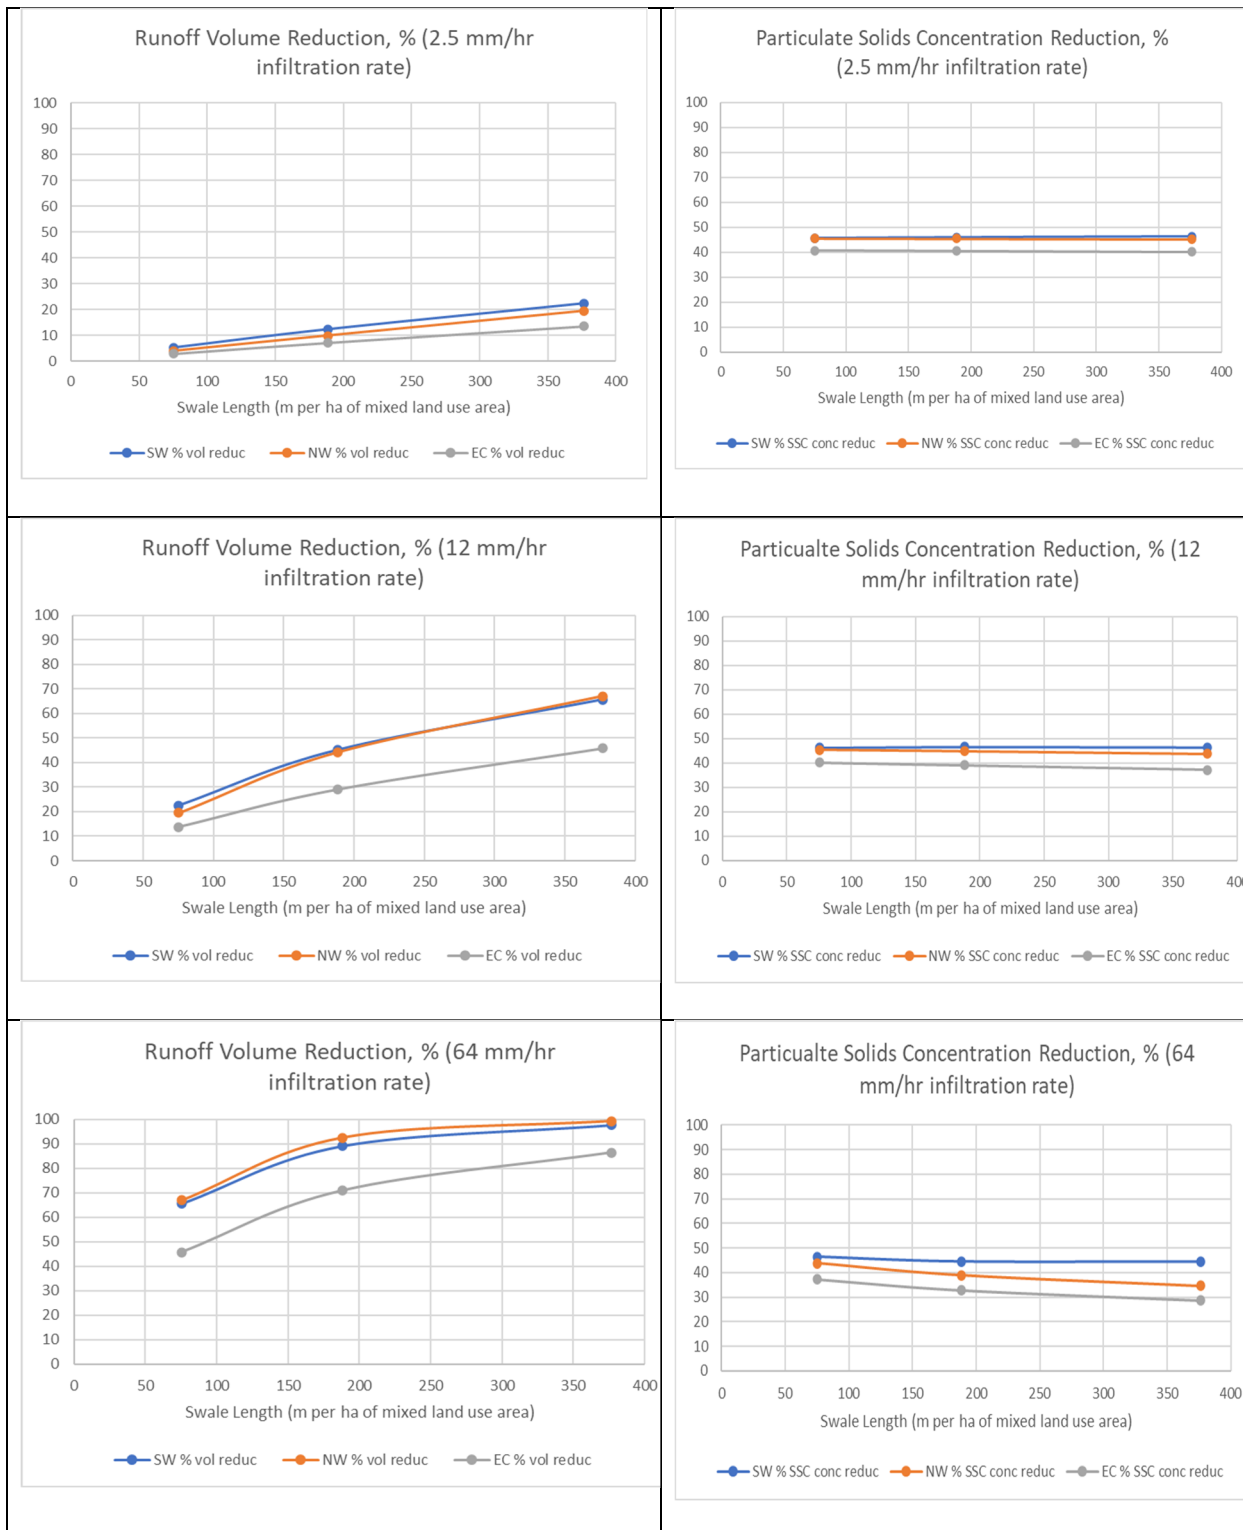 Runoff Volume Reduction, % (2.5 mm/hr
infiltration rate)
100
90
80
70
60
50
40
30
20
10
0
0 50 100 150 200 250 300 350 400
Swale Length (m per ha of mixed land use area)
SW % vol reduc NW % vol reduc EC % vol reduc
Particulate Solids Concentration Reduction, %
(2.5 mm/hr infiltration rate)
100
90
80
70
60
50
40
30
20
10
0
0 50 100 150 200 250 300 350 400
Swale Length (m per ha of mixed land use area)
SW % SSC conc reduc NW % SSC conc reduc EC % SSC conc reduc
Runoff Volume Reduction, % (12 mm/hr
infiltration rate)
100
90
80
70
60
50
40
30
20
10
0
0 50 100 150 200 250 300 350 400
Swale Length (m per ha of mixed land use area)
SW % vol reduc NW % vol reduc EC % vol reduc
Particualte Solids Concentration Reduction, % (12
mm/hr infiltration rate)
100
90
80
70
60
50
40
30
20
10
0
0 50 100 150 200 250 300 350 400
Swale Length (m per ha of mixed land use area)
SW % SSC conc reduc NW % SSC conc reduc EC % SSC conc reduc
Runoff Volume Reduction, % (64 mm/hr
infiltration rate)
100
90
80
70
60
50
40
30
20
10
0
0 50 100 150 200 250 300 350 400
Swale Length (m per ha of mixed land use area)
SW % vol reduc NW % vol reduc EC % vol reduc
Particualte Solids Concentration Reduction, % (64
mm/hr infiltration rate)
100
90
80
70
60
50
40
30
20
10
0
0 50 100 150 200 250 300 350 400
Swale Length (m per ha of mixed land use area)
SW % SSC conc reduc NW % SSC conc reduc EC % SSC conc reduc